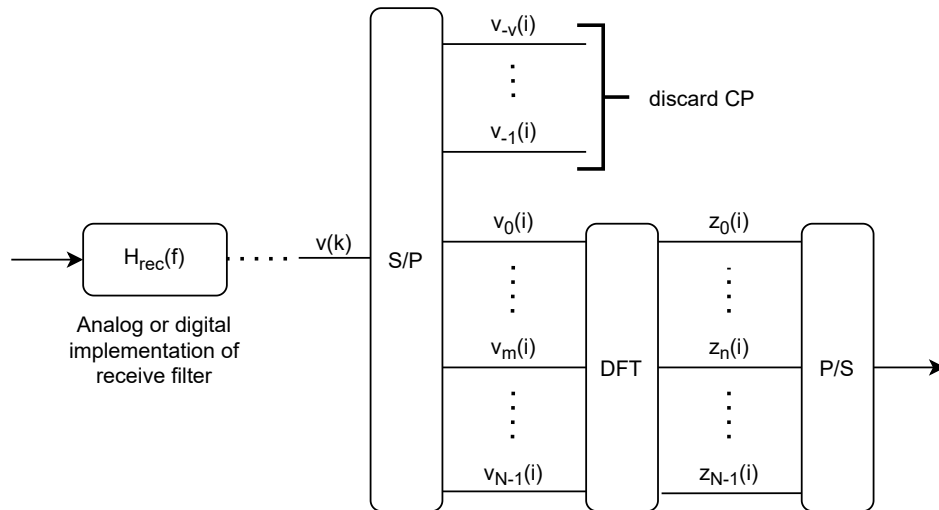 v-v(i)
v-1(i)
discard CP
Hrec(f)
v(k)
S/P
v0(i)
z0(i)
Analog or digital
implementation of
receive filter
vm(i)
DFT
zn(i)
P/S
vN-1(i)
zN-1(i)